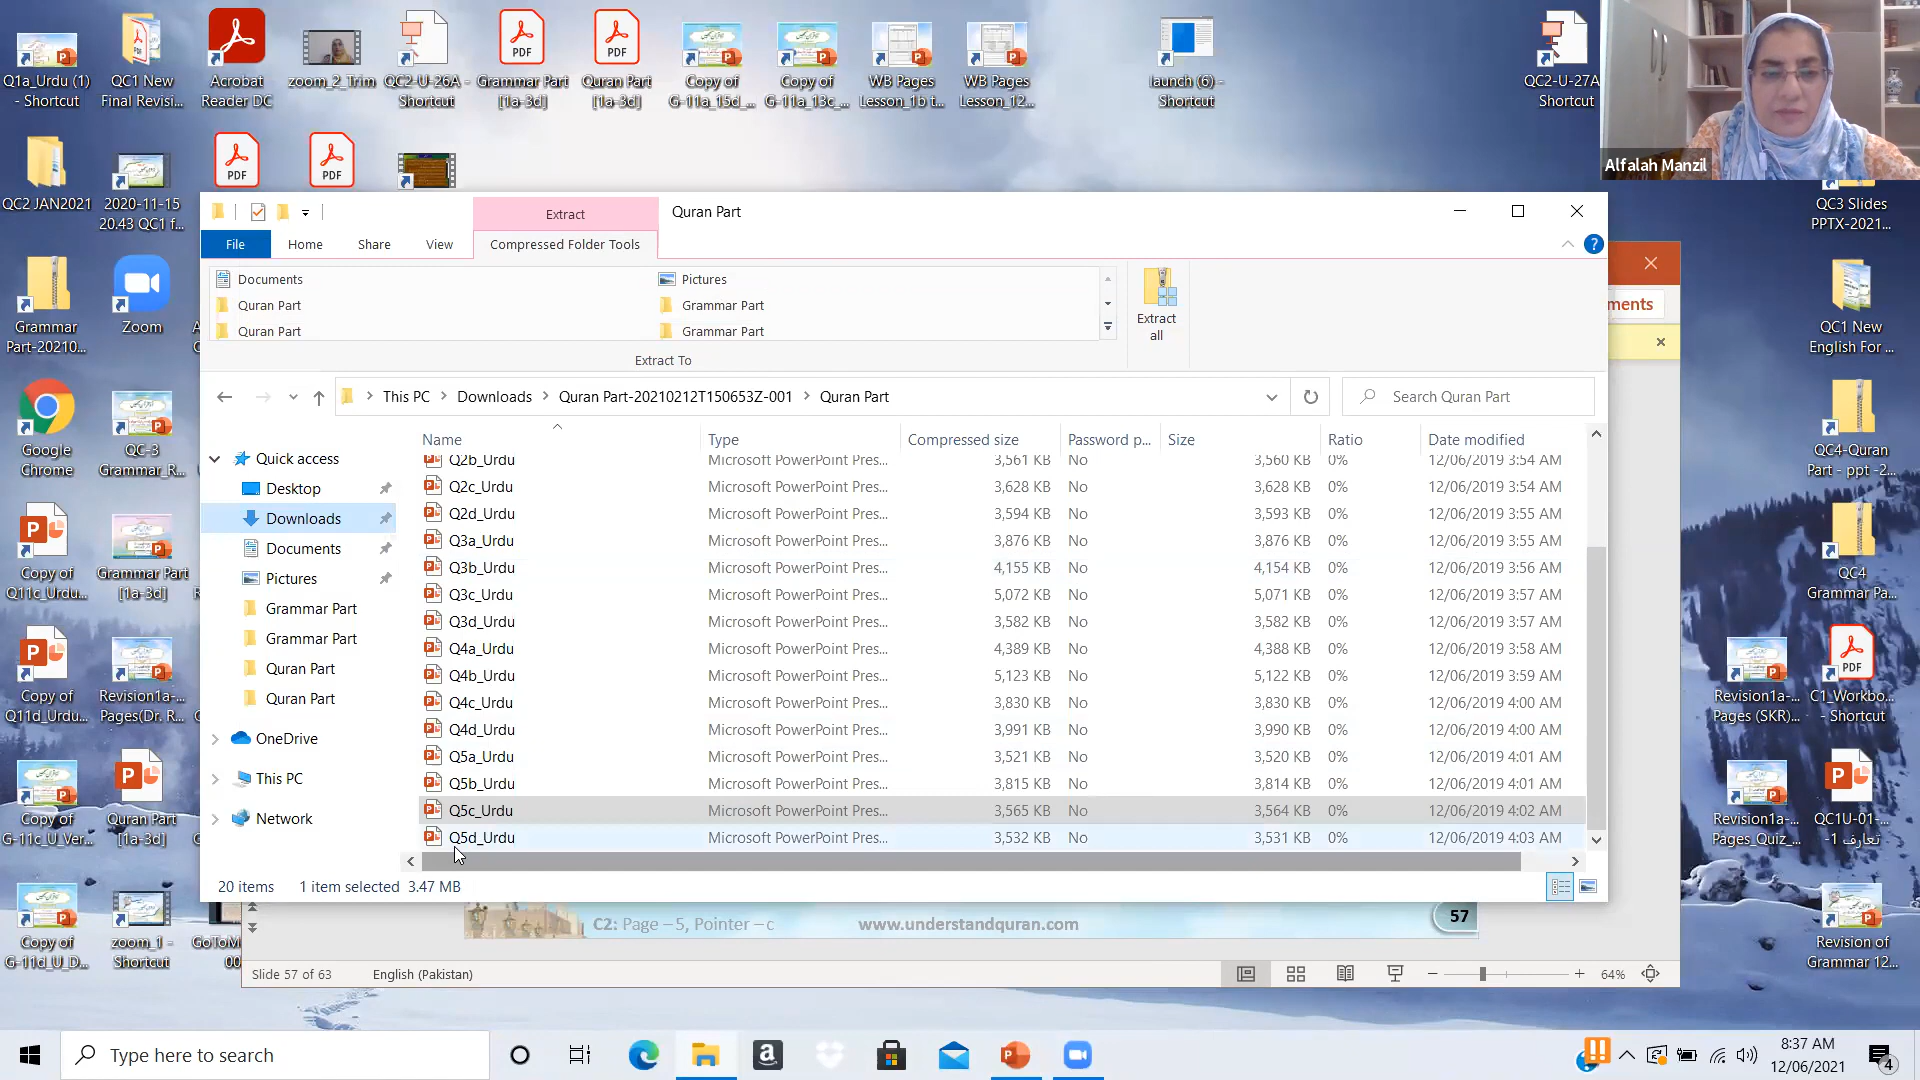 Q1a_Urdu (1)
- Shortcut
QC1 New
Final Revisi...
Acrobat
Reader DC
zoom_2_Trim
QC2-U-26A -
Shortcut
Grammar Part
[1a-3d]
Quran Part
[1a-3d]
Copy of
G-11a_15d_...
Copy of
G-11a_13c_...
WB Pages
Lesson_1b t...
WB Pages
Lesson_12...
launch (6) -
Shortcut
QC2-U-27A
Shortcut
Alfalah Manzil
QC2 JAN2021
2020-11-15
20.43 QC1 f...
PDF
PDF
PDF
PDF
QC3 Slides
PPTX-2021...
Extract
Quran Part
File
Home
Share
View
Compressed Folder Tools
Documents
Pictures
Quran Part
Grammar Part
Quran Part
Grammar Part
Extract
all
Extract To
ments
Grammar
Part-20210...
Zoom
QC1 New
English For ...
This PC
Downloads
Quran Part-20210212T150653Z-001
Quran Part
Search Quran Part
Google
Chrome
QC-3
Grammar_R...
QC4-Quran
Part - ppt -2...
Name
Type
Compressed size
Password p...
Size
Ratio
Date modified
Q2b_Urdu Microsoft PowerPoint Pres... 3,561 KB No 3,560 KB 0% 12/06/2019 3:54 AM
Q2c_Urdu Microsoft PowerPoint Pres... 3,628 KB No 3,628 KB 0% 12/06/2019 3:54 AM
Q2d_Urdu Microsoft PowerPoint Pres... 3,594 KB No 3,593 KB 0% 12/06/2019 3:55 AM
Q3a_Urdu Microsoft PowerPoint Pres... 3,876 KB No 3,876 KB 0% 12/06/2019 3:55 AM
Q3b_Urdu Microsoft PowerPoint Pres... 4,155 KB No 4,154 KB 0% 12/06/2019 3:56 AM
Q3c_Urdu Microsoft PowerPoint Pres... 5,072 KB No 5,071 KB 0% 12/06/2019 3:57 AM
Q3d_Urdu Microsoft PowerPoint Pres... 3,582 KB No 3,582 KB 0% 12/06/2019 3:57 AM
Q4a_Urdu Microsoft PowerPoint Pres... 4,389 KB No 4,388 KB 0% 12/06/2019 3:58 AM
Q4b_Urdu Microsoft PowerPoint Pres... 5,123 KB No 5,122 KB 0% 12/06/2019 3:59 AM
Q4c_Urdu Microsoft PowerPoint Pres... 3,830 KB No 3,830 KB 0% 12/06/2019 4:00 AM
Q4d_Urdu Microsoft PowerPoint Pres... 3,991 KB No 3,990 KB 0% 12/06/2019 4:00 AM
Q5a_Urdu Microsoft PowerPoint Pres... 3,521 KB No 3,520 KB 0% 12/06/2019 4:01 AM
Q5b_Urdu Microsoft PowerPoint Pres... 3,815 KB No 3,814 KB 0% 12/06/2019 4:01 AM
Q5c_Urdu Microsoft PowerPoint Pres... 3,565 KB No 3,564 KB 0% 12/06/2019 4:02 AM
Q5d_Urdu Microsoft PowerPoint Pres... 3,532 KB No 3,531 KB 0% 12/06/2019 4:03 AM
Quick access
Desktop
Downloads
Documents
Pictures
Grammar Part
Grammar Part
Quran Part
Quran Part
OneDrive
This PC
Network
20 items 1 item selected 3.47 MB
Copy of
Q11c_Urdu...
Grammar Part
[1a-3d]
QC4
Grammar Pa...
Copy of
Q11d_Urdu...
Revision1a-...
Pages(Dr. R...
PDF
Revision1a-...
Pages (SKR)...
C1_Workbo...
- Shortcut
Copy of
G-11c_U_Ver...
Quran Part
[1a-3d]
Revision1a-...
Pages_Quiz_...
QC1U-01-...
تعارف 1-
Copy of
G-11d_U_D...
zoom_1 -
Shortcut
GoToM
00
Revision of
Grammar 12...
C2: Page – 5, Pointer – c
www.understandquran.com
57
Slide 57 of 63
English (Pakistan)
64%
Type here to search
8:37 AM
12/06/2021
4